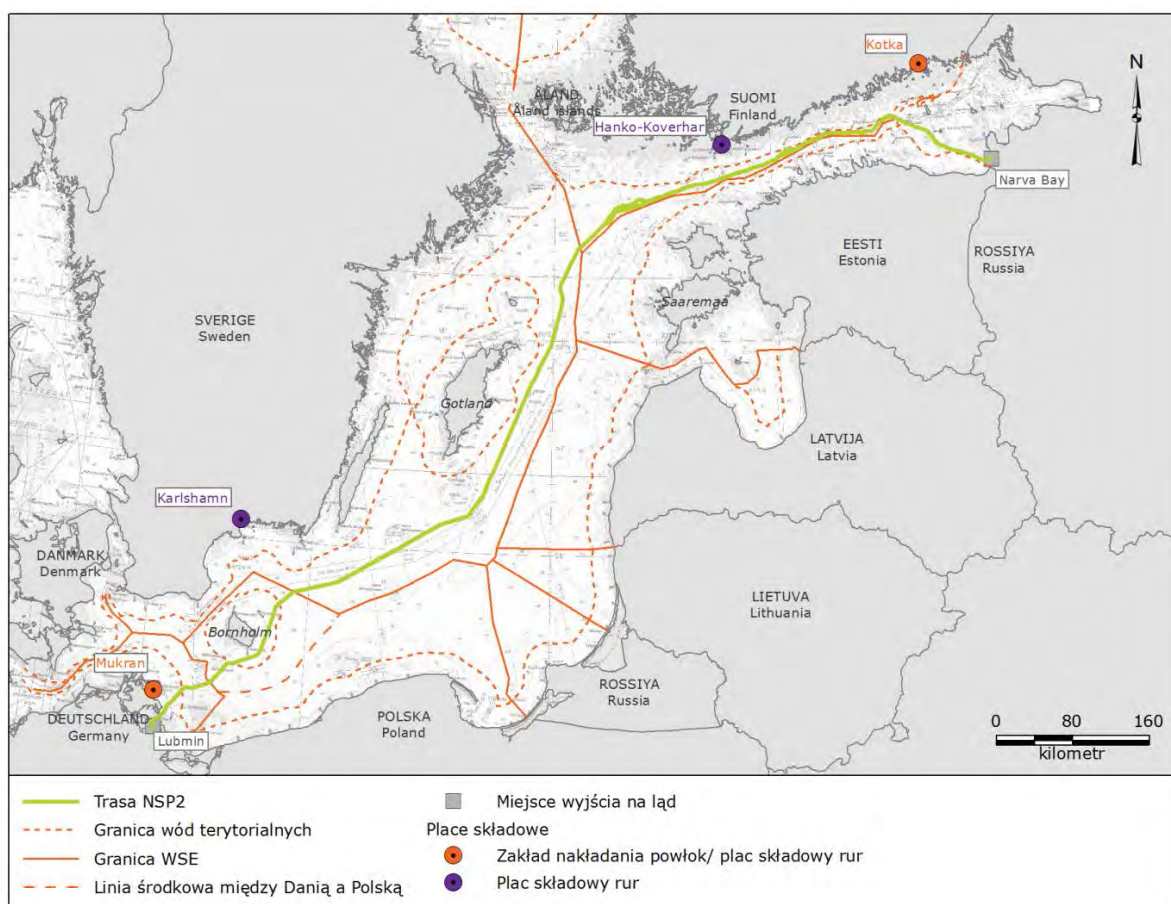 Kotka
N
ÅLAND
Åland islands
SUOMI
Finland
Hanko-Koverhar
Narva Bay
EESTI
Estonia
ROSSIYA
Russia
SVERIGE
Sweden
Saaremaa
Gotland
LATVIJA
Latvia
Karlshamn
DANMARK
Denmark
LIETUVA
Lithuania
Bornholm
Mukran
ROSSIYA
Russia
DEUTSCHLAND
Germany
Lubmin
POLSKA
Poland
0 80 160
kilometr
Trasa NSP2
Granica wód terytorialnych
Granica WSE
Linia środkowa między Danią a Polską
Miejsce wyjścia na ląd
Place składowe
Zakład nakładania powłok/ plac składowy rur
Plac składowy rur